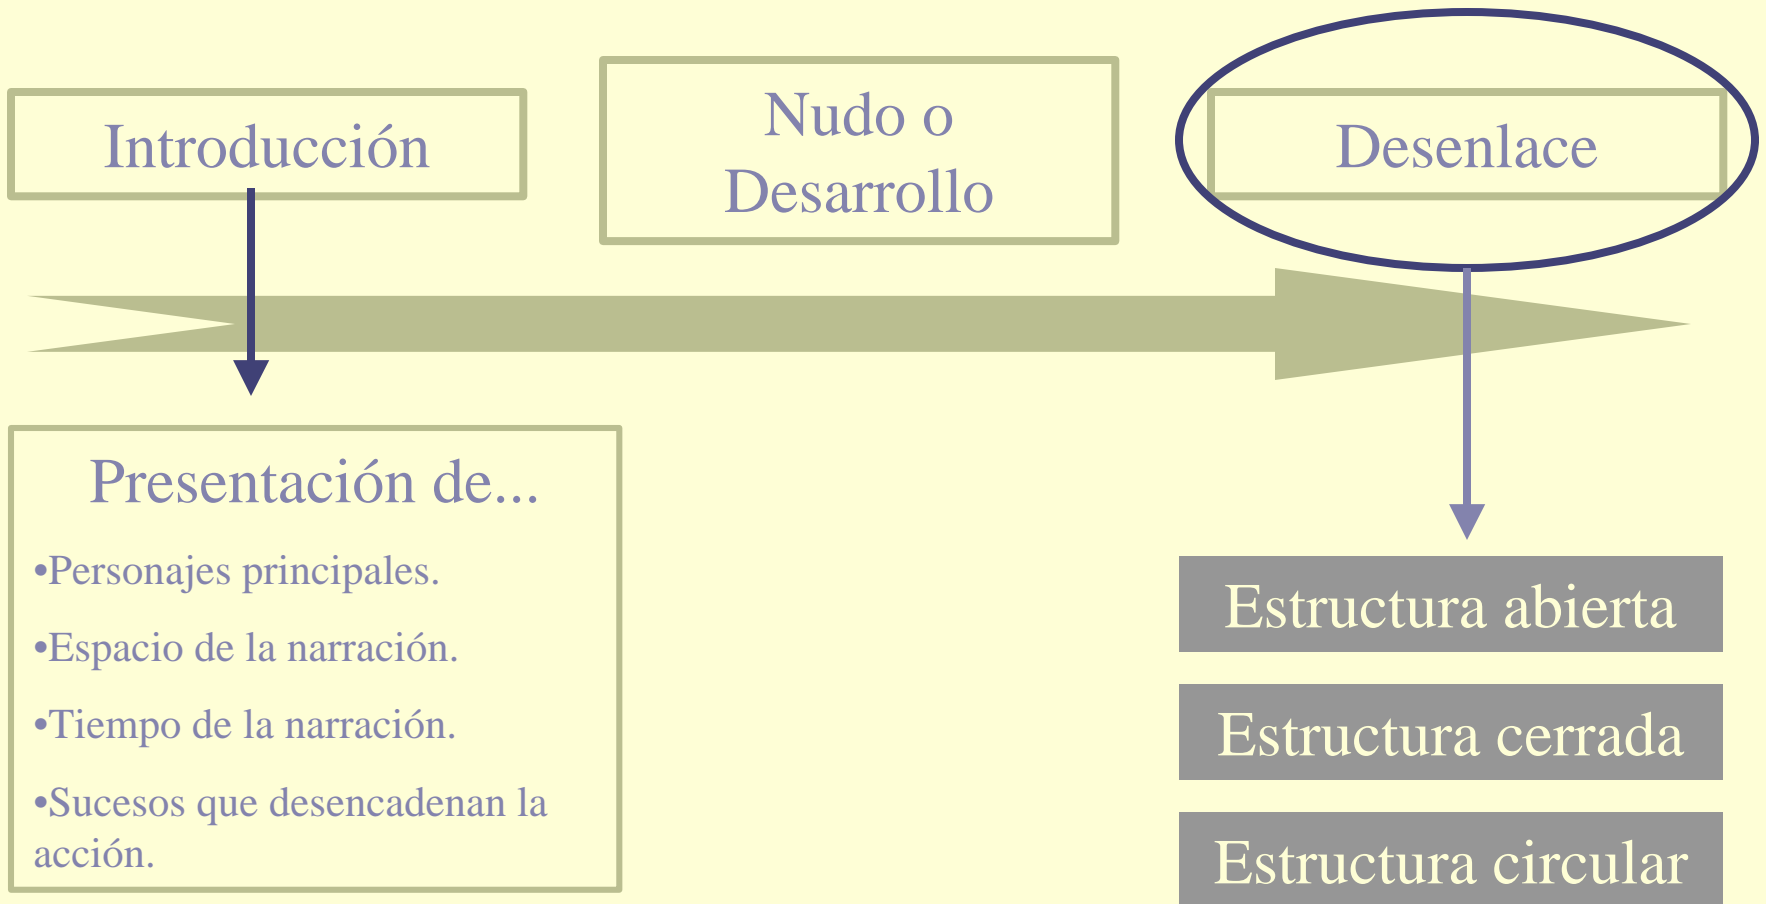 Introducción
Nudo o
Desarrollo
Desenlace
Presentación de...
•Personajes principales.
•Espacio de la narración.
•Tiempo de la narración.
•Sucesos que desencadenan la
acción.
Estructura abierta
Estructura cerrada
Estructura circular